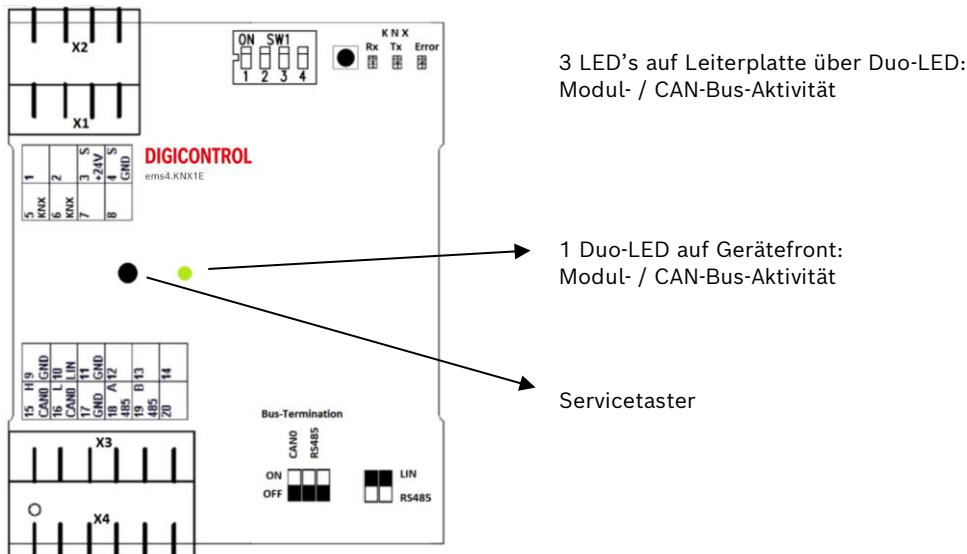 X2
X1
ON SW1
1 2 3 4
KNX
Rx Tx Error
3 LED's auf Leiterplatte über Duo-LED:
Modul- / CAN-Bus-Aktivität
DIGICONTROL
ems4.KNX1E
1
2
3 S +24V
4 S GND
5 KNX
6 KNX
7
8
1 Duo-LED auf Gerätefront:
Modul- / CAN-Bus-Aktivität
Servicetaster
9 GND
10 LIN
11 GND
12
13
14
15 H CAN0
16 L CAN0
17 GND
18 A 485
19 B 485
20
Bus-Termination
CAN0
RS485
ON
OFF
LIN
RS485
X3
X4